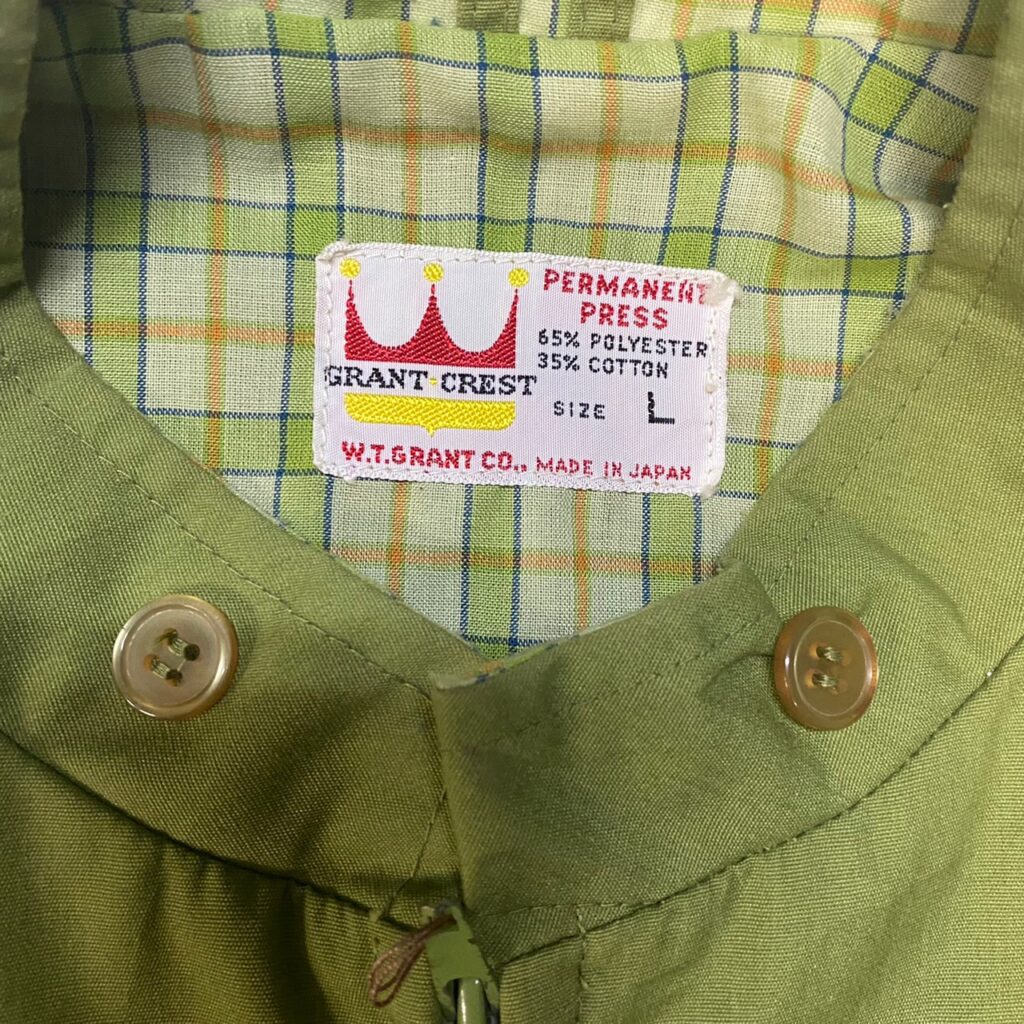 PERMANENT
PRESS
65% POLYESTER
35% COTTON
GRANT·CREST
SIZE L
W.T.GRANT CO., MADE IN JAPAN